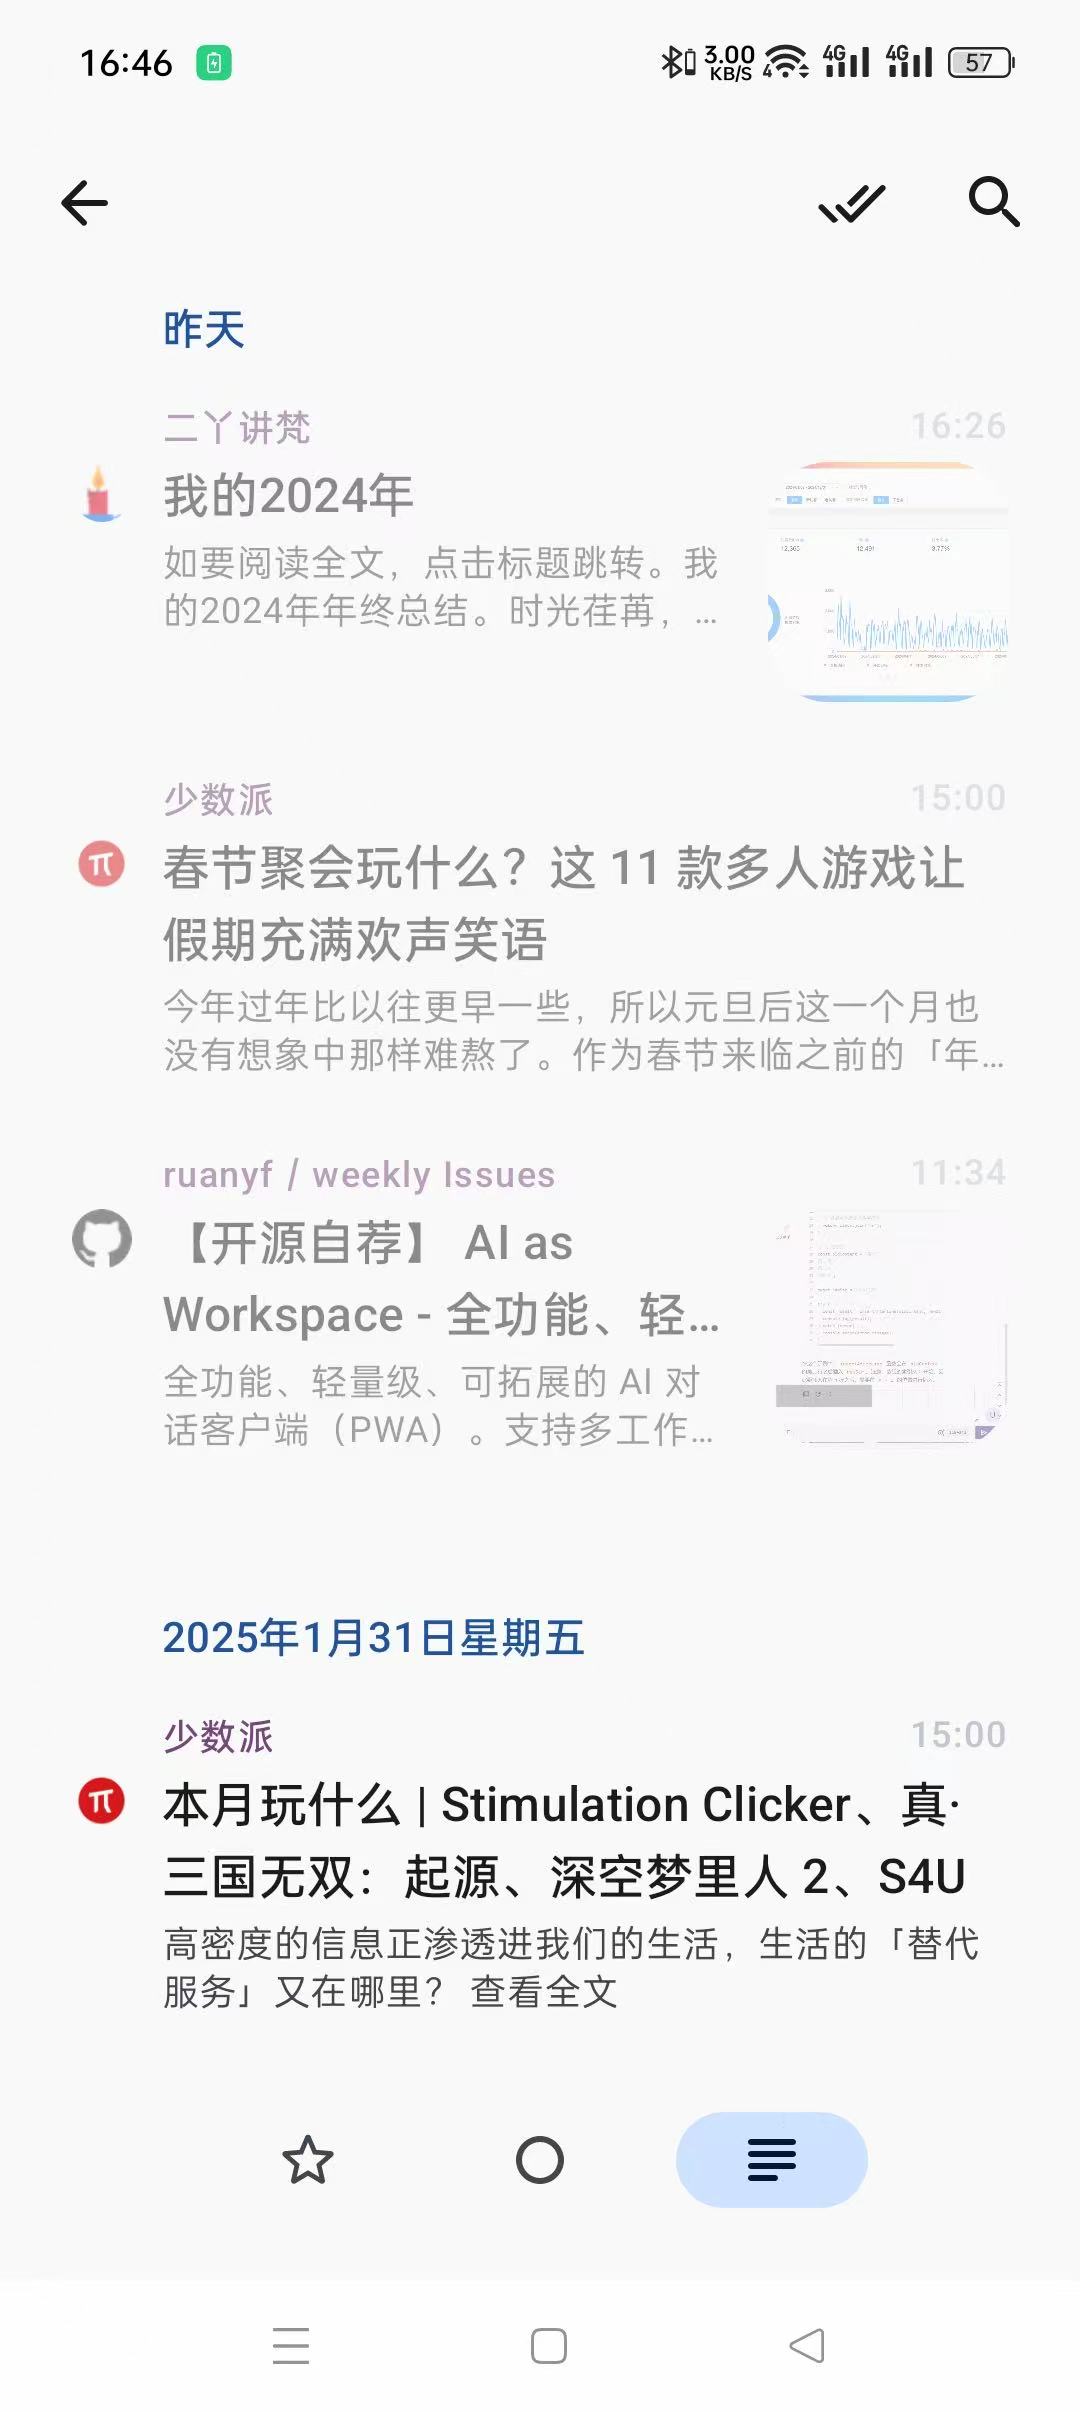 16:46
3.00
KB/S
4
4G
4G
57
昨天
二丫讲梵
16:26
我的2024年
如要阅读全文，点击标题跳转。我
的2024年年终总结。时光荏苒，...
12,365
12,491
3.77%
少数派
15:00
春节聚会玩什么？这 11 款多人游戏让
假期充满欢声笑语
今年过年比以往更早一些，所以元旦后这一个月也
没有想象中那样难熬了。作为春节来临之前的「年...
ruanyf / weekly Issues
11:34
【开源自荐】 AI as
Workspace - 全功能、轻...
全功能、轻量级、可拓展的 AI 对
话客户端（PWA）。支持多工作...
2025年1月31日星期五
少数派
15:00
本月玩什么 | Stimulation Clicker、真·
三国无双：起源、深空梦里人 2、S4U
高密度的信息正渗透进我们的生活，生活的「替代
服务」又在哪里？ 查看全文